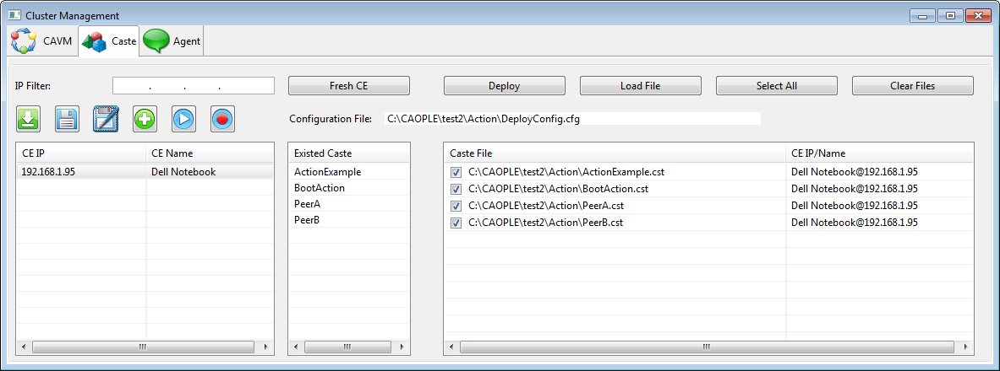 Cluster Management
CAVM Caste Agent
IP Filter: . . . Fresh CE Deploy Load File Select All Clear Files
Configuration File: C:\CAOPLE\test2\Action\DeployConfig.cfg
CE IP CE Name Existed Caste Caste File CE IP/Name
192.168.1.95 Dell Notebook ActionExample C:\CAOPLE\test2\Action\ActionExample.cst Dell Notebook@192.168.1.95
BootAction C:\CAOPLE\test2\Action\BootAction.cst Dell Notebook@192.168.1.95
PeerA C:\CAOPLE\test2\Action\PeerA.cst Dell Notebook@192.168.1.95
PeerB C:\CAOPLE\test2\Action\PeerB.cst Dell Notebook@192.168.1.95